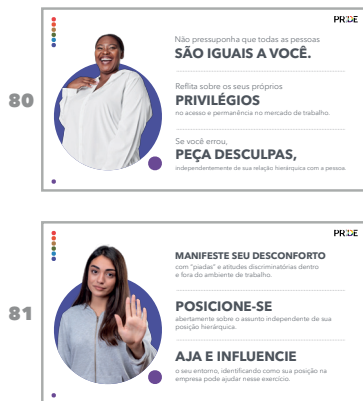 PRIDE
Não pressuponha que todas as pessoas
SÃO IGUAIS A VOCÊ.
Reflita sobre os seus próprios
PRIVILÉGIOS
no acesso e permanência no mercado de trabalho.
80
Se você errou,
PEÇA DESCULPAS,
independentemente de sua relação hierárquica com a pessoa.
PRIDE
MANIFESTE SEU DESCONFORTO
com "piadas" e atitudes discriminatórias dentro
e fora do ambiente de trabalho.
81
POSICIONE-SE
abertamente sobre o assunto independente de sua
posição hierárquica.
AJA E INFLUENCIE
o seu entorno, identificando como sua posição na
empresa pode ajudar nesse exercício.